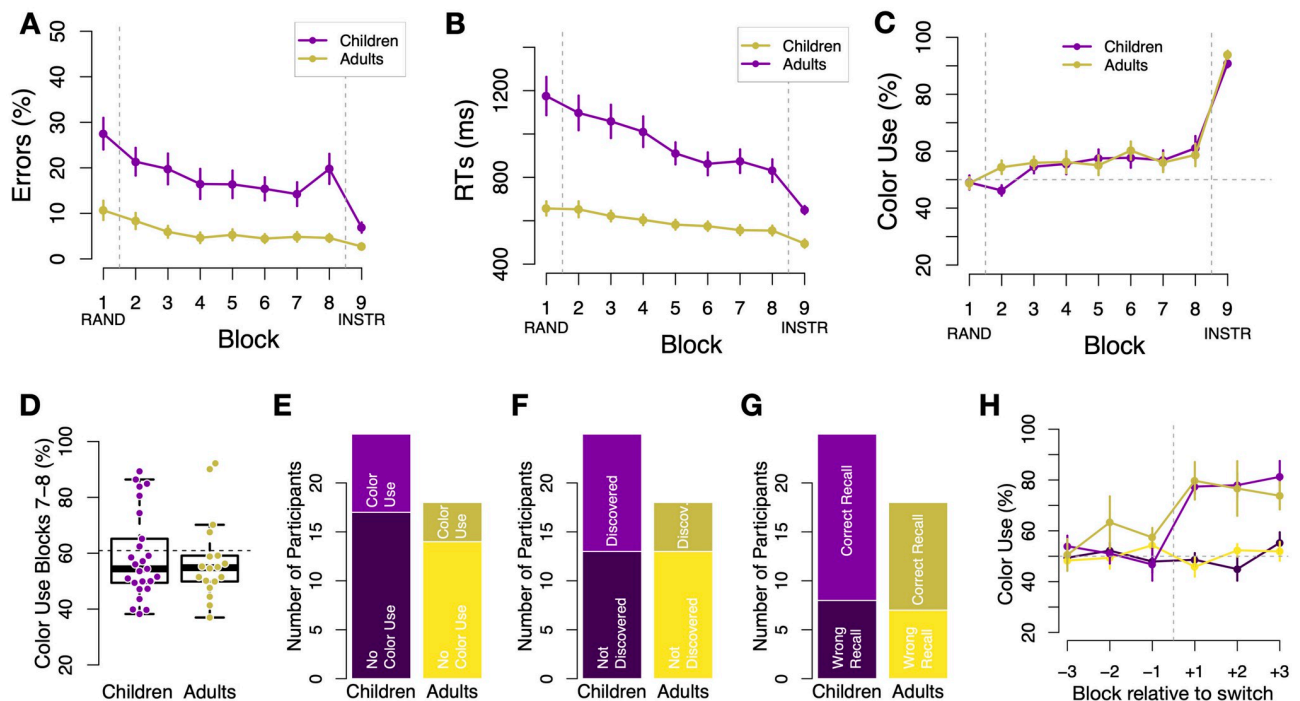 A
Errors (%)
50
40
30
20
10
0
Children
Adults
1 2 3 4 5 6 7 8 9
RAND INSTR
Block
B
RTs (ms)
1200
800
600
400
Children
Adults
1 2 3 4 5 6 7 8 9
RAND INSTR
Block
C
Color Use (%)
100
80
60
40
20
Children
Adults
1 2 3 4 5 6 7 8 9
RAND INSTR
D
Color Use Blocks 7–8 (%)
100
80
60
40
20
Children Adults
E
Number of Participants
20
15
10
5
0
Color
Use
No
Color Use
Color
Use
No
Color Use
Children Adults
F
Number of Participants
20
15
10
5
0
Discovered
Not
Discovered
Discov.
Not
Discovered
Children Adults
G
Number of Participants
20
15
10
5
0
Correct Recall
Wrong
Recall
Correct Recall
Wrong
Recall
Children Adults
H
Color Use (%)
100
80
60
40
20
−3 −2 −1 +1 +2 +3
Block relative to switch